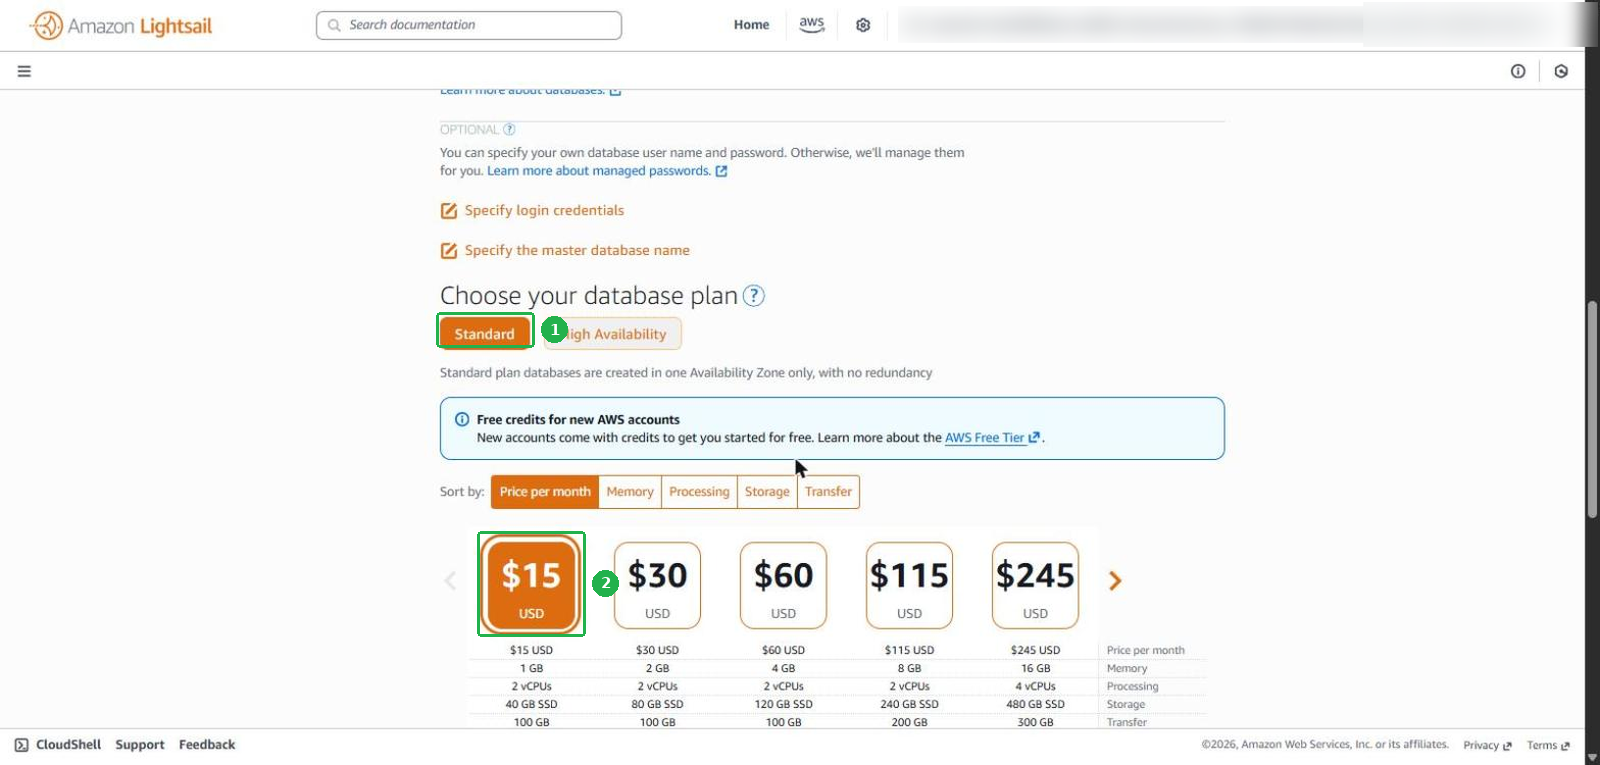 Amazon Lightsail
Search documentation
Home
aws
Learn more about databases.
OPTIONAL ?
You can specify your own database user name and password. Otherwise, we'll manage them
for you. Learn more about managed passwords.
Specify login credentials
Specify the master database name
Choose your database plan ?
Standard 1 High Availability
Standard plan databases are created in one Availability Zone only, with no redundancy
Free credits for new AWS accounts
New accounts come with credits to get you started for free. Learn more about the AWS Free Tier.
Sort by: Price per month Memory Processing Storage Transfer
$15 2 $30 $60 $115 $245
USD USD USD USD USD
$15 USD $30 USD $60 USD $115 USD $245 USD Price per month
1 GB 2 GB 4 GB 8 GB 16 GB Memory
2 vCPUs 2 vCPUs 2 vCPUs 2 vCPUs 4 vCPUs Processing
40 GB SSD 80 GB SSD 120 GB SSD 240 GB SSD 480 GB SSD Storage
100 GB 100 GB 100 GB 200 GB 300 GB Transfer
CloudShell Support Feedback
©2026, Amazon Web Services, Inc. or its affiliates. Privacy Terms